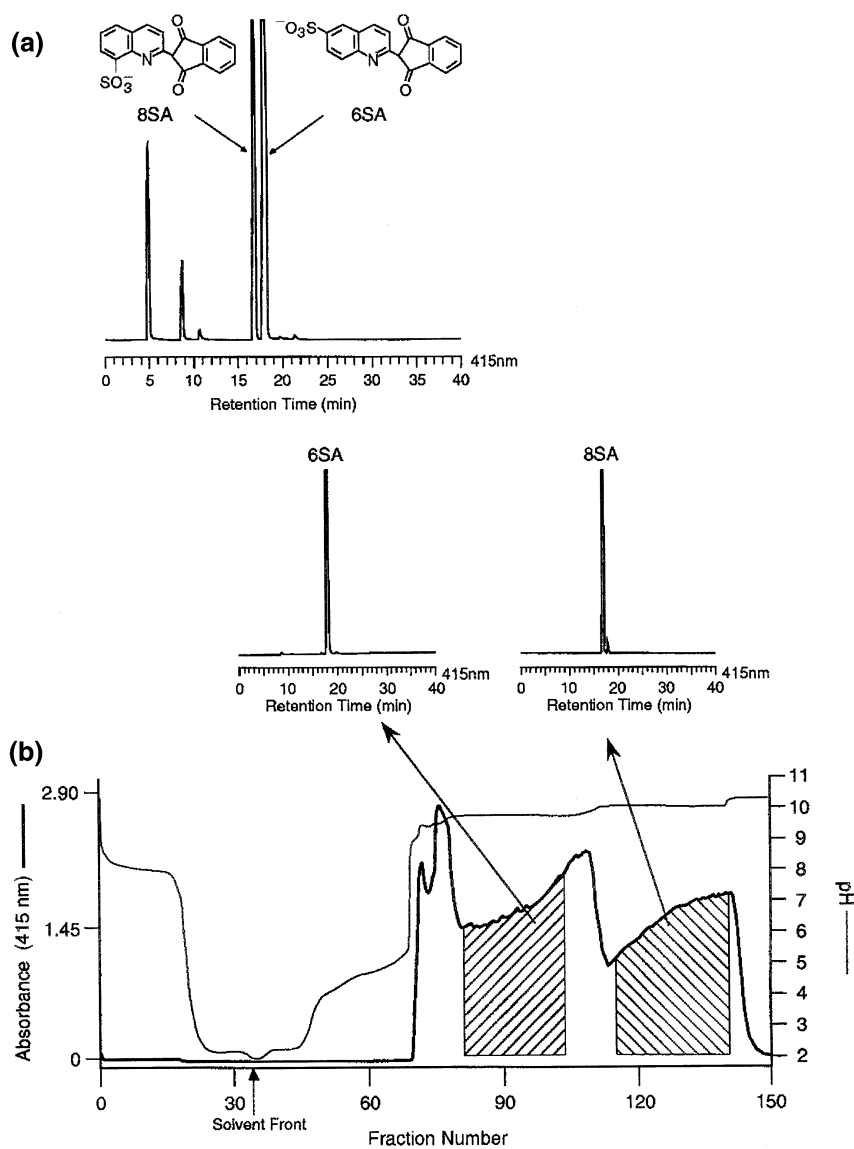 (a)
⁻O₃S
N
O
O
SO₃⁻
N
O
O
8SA
6SA
415nm
0 5 10 15 20 25 30 35 40
Retention Time (min)
6SA
8SA
415nm
0 10 20 30 40
Retention Time (min)
415nm
0 10 20 30 40
Retention Time (min)
(b)
2.90
1.45
0
Absorbance (415 nm)
11
10
9
8
7
6
5
4
3
2
pH
0 30 60 90 120 150
Solvent Front
Fraction Number